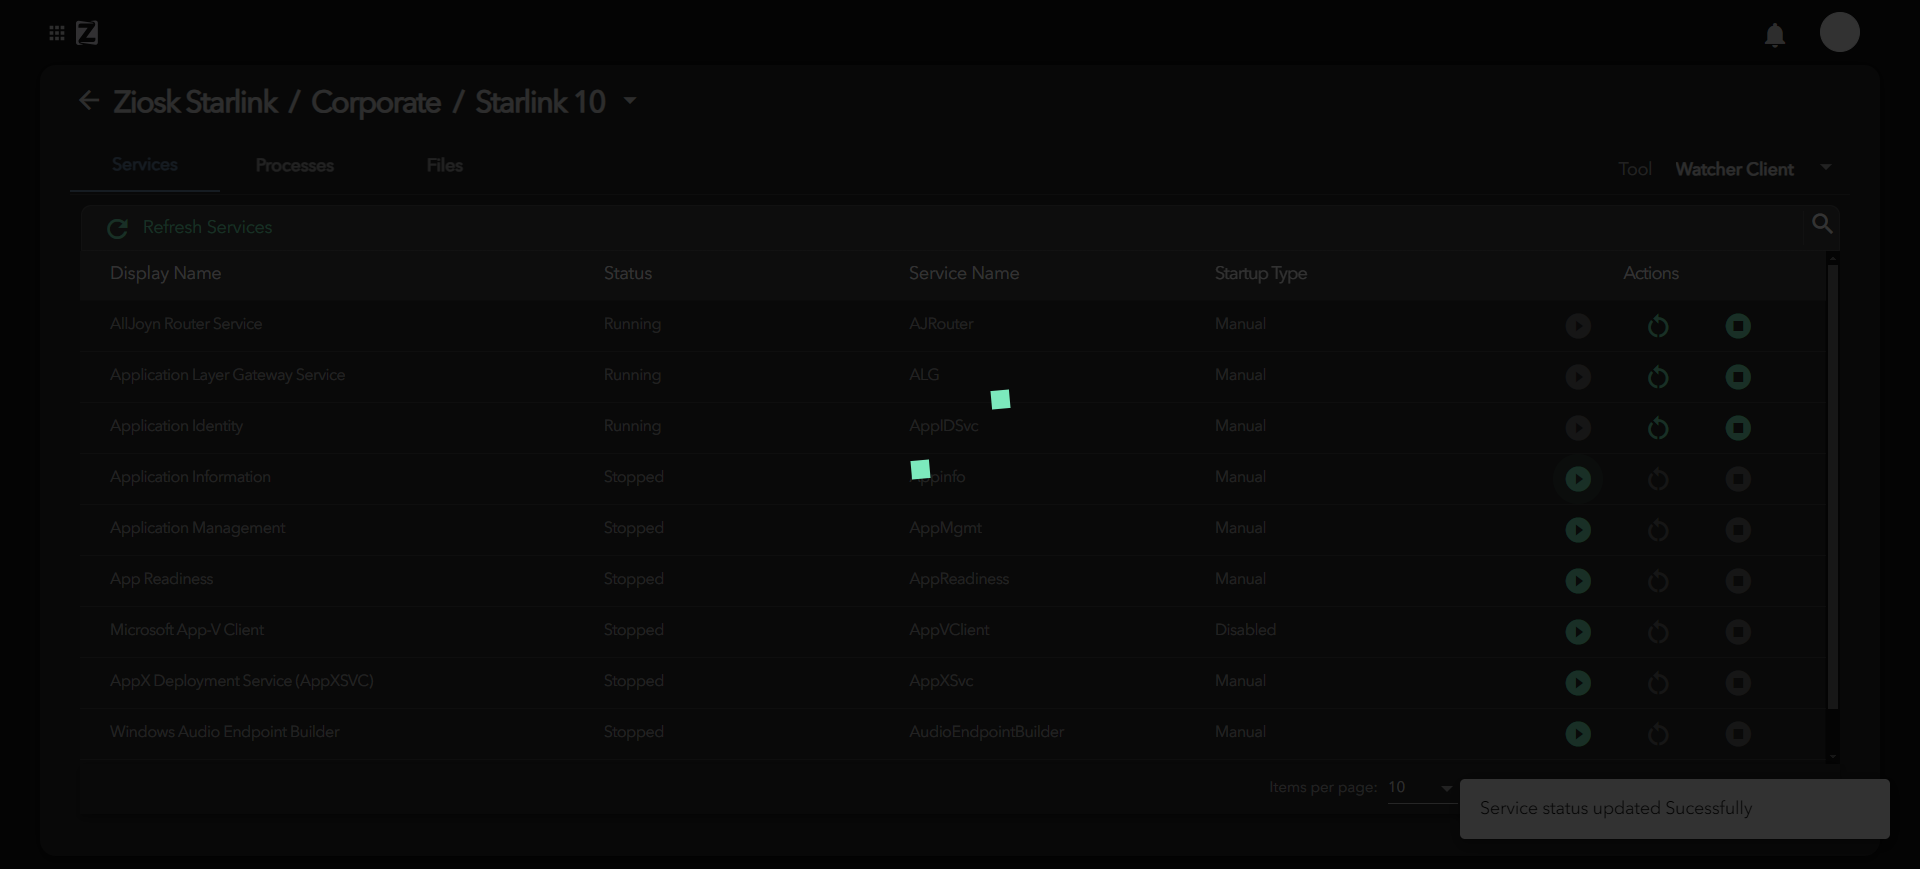 Z
Ziosk Starlink / Corporate / Starlink 10
Services Processes Files Tool Watcher Client
Refresh Services
Display Name Status Service Name Startup Type Actions
AllJoyn Router Service Running AJRouter Manual
Application Layer Gateway Service Running ALG Manual
Application Identity Running AppIDSvc Manual
Application Information Stopped Appinfo Manual
Application Management Stopped AppMgmt Manual
App Readiness Stopped AppReadiness Manual
Microsoft App-V Client Stopped AppVClient Disabled
AppX Deployment Service (AppXSVC) Stopped AppXSvc Manual
Windows Audio Endpoint Builder Stopped AudioEndpointBuilder Manual
Items per page: 10
Service status updated Sucessfully